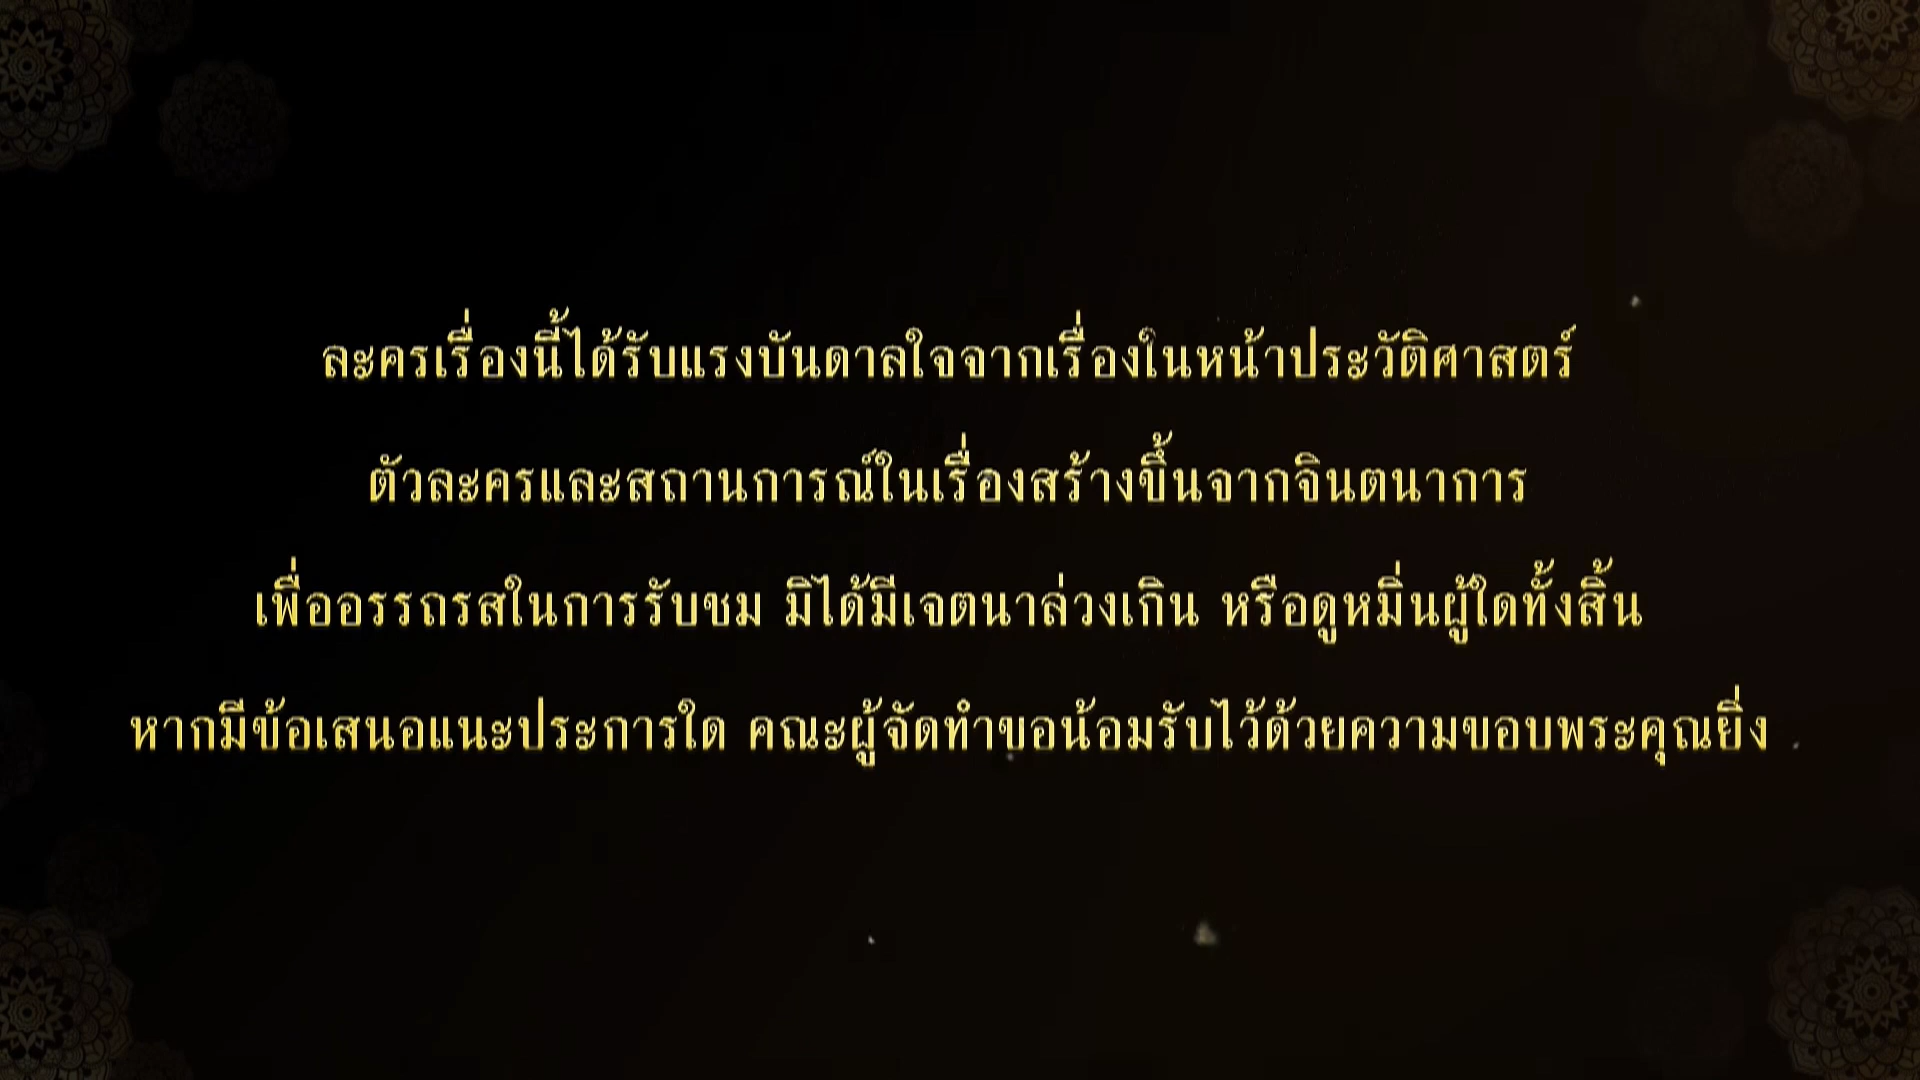 ละครเรื่องนี้ได้รับแรงบันดาลใจจากเรื่องในหน้าประวัติศาสตร์
ตัวละครและสถานการณ์ในเรื่องสร้างขึ้นจากจินตนาการ
เพื่ออรรถรสในการรับชม มิได้มีเจตนาล่วงเกิน หรือดูหมิ่นผู้ใดทั้งสิ้น
หากมีข้อเสนอแนะประการใด คณะผู้จัดทำขอน้อมรับไว้ด้วยความขอบพระคุณยิ่ง